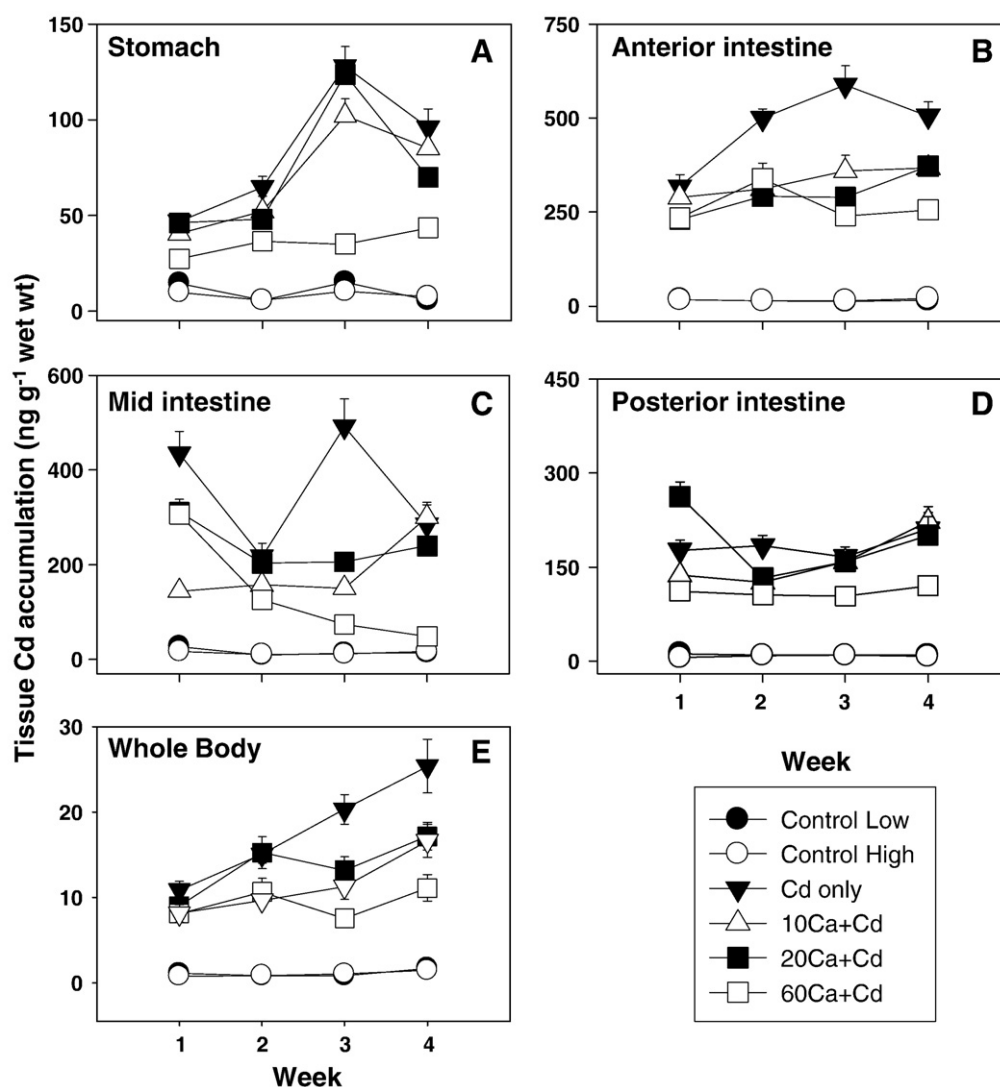 Tissue Cd accumulation (ng g⁻¹ wet wt)
Stomach A
150
100
50
0
Anterior intestine B
750
500
250
0
Mid intestine C
600
400
200
0
Posterior intestine D
450
300
150
0
1 2 3 4
Week
Whole Body E
30
20
10
0
1 2 3 4
Week
Control Low
Control High
Cd only
10Ca+Cd
20Ca+Cd
60Ca+Cd